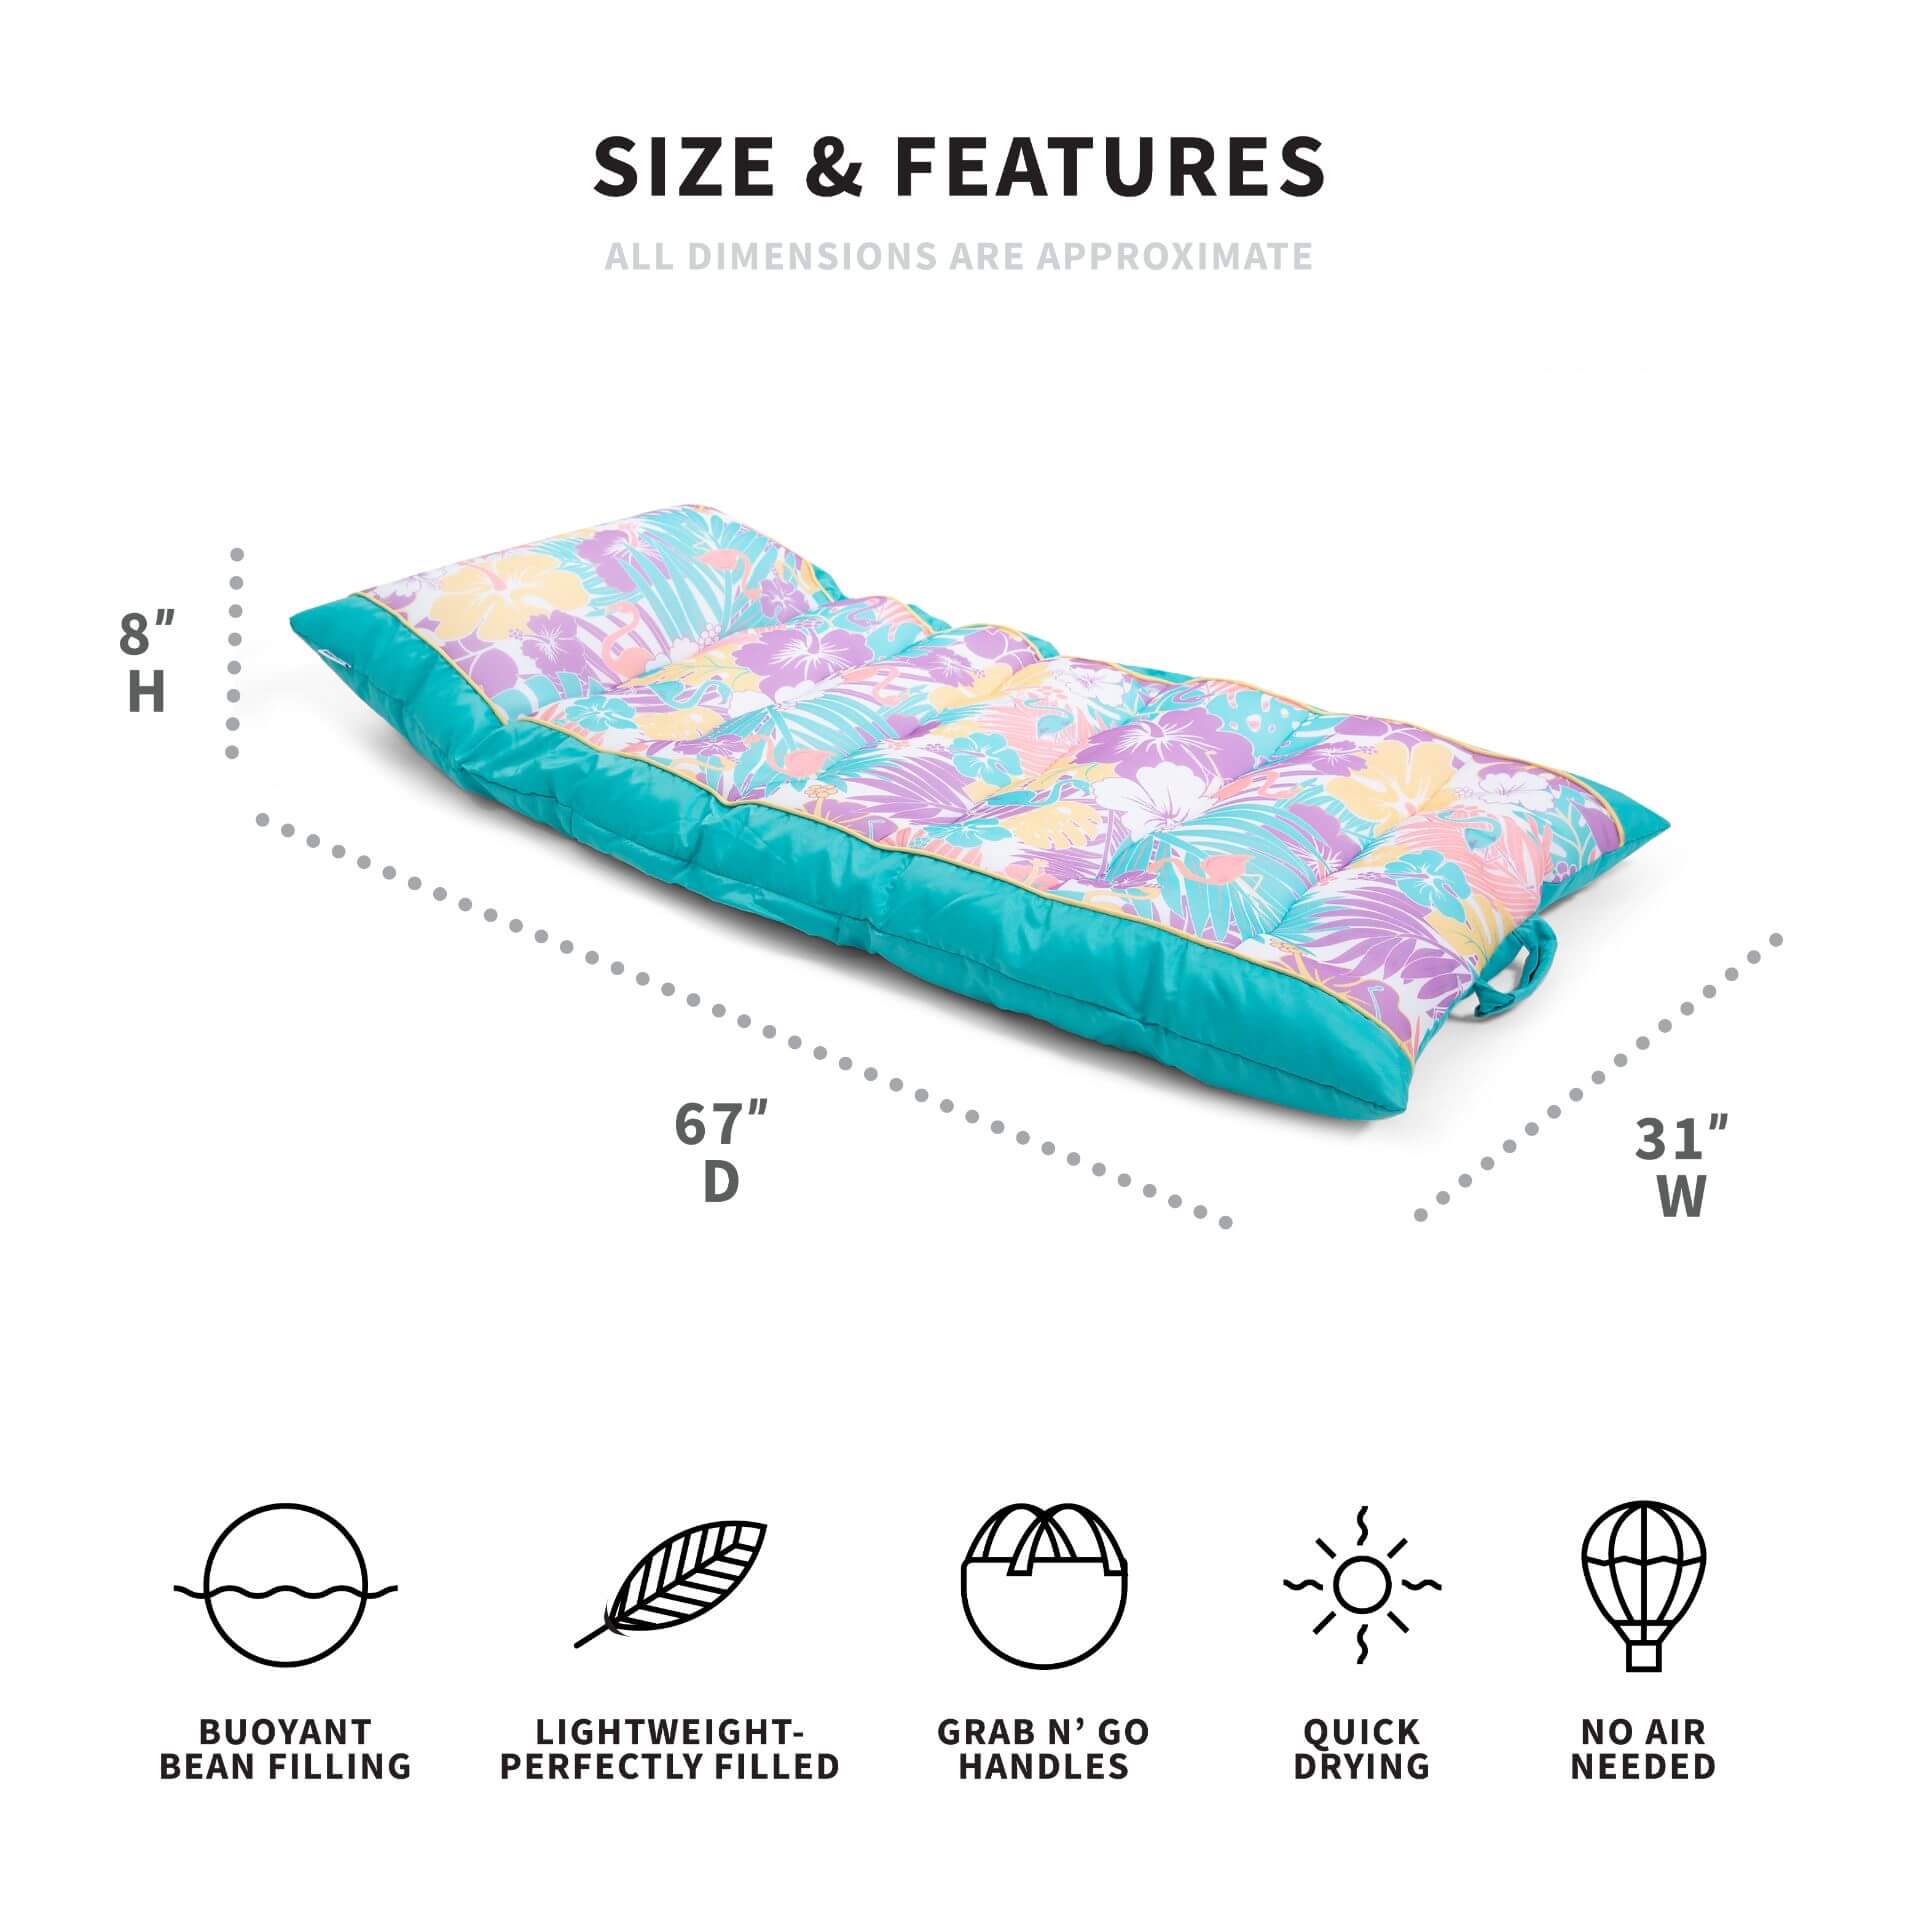 SIZE & FEATURES
ALL DIMENSIONS ARE APPROXIMATE
8"
H
67"
D
31"
W
BUOYANT
BEAN FILLING
LIGHTWEIGHT-
PERFECTLY FILLED
GRAB N’ GO
HANDLES
QUICK
DRYING
NO AIR
NEEDED